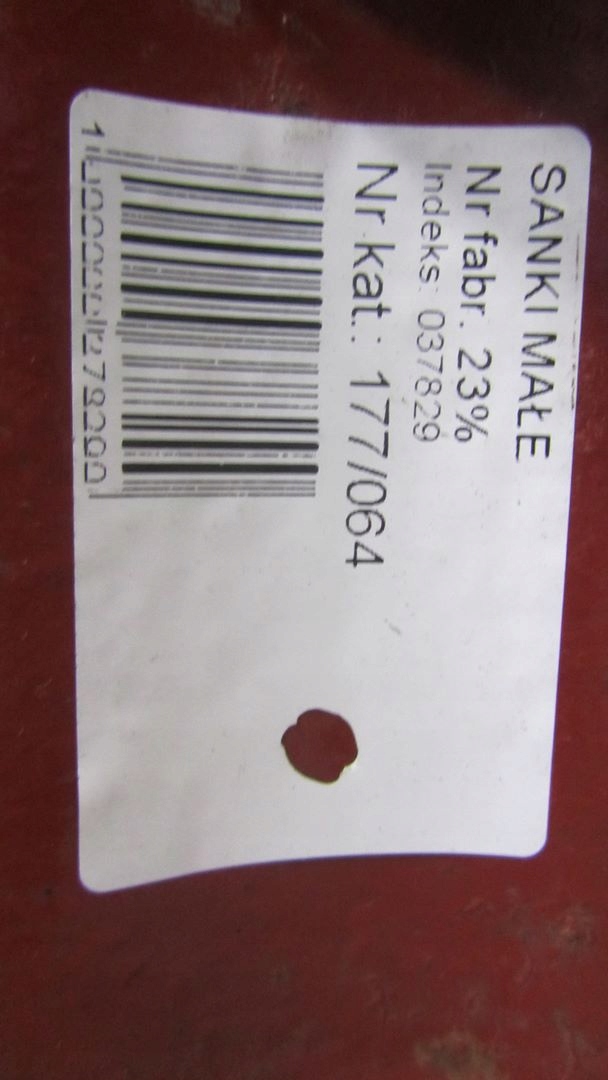 SANKI MAŁE
Nr fabr. 23%
Indeks: 037829
Nr kat.: 177/064